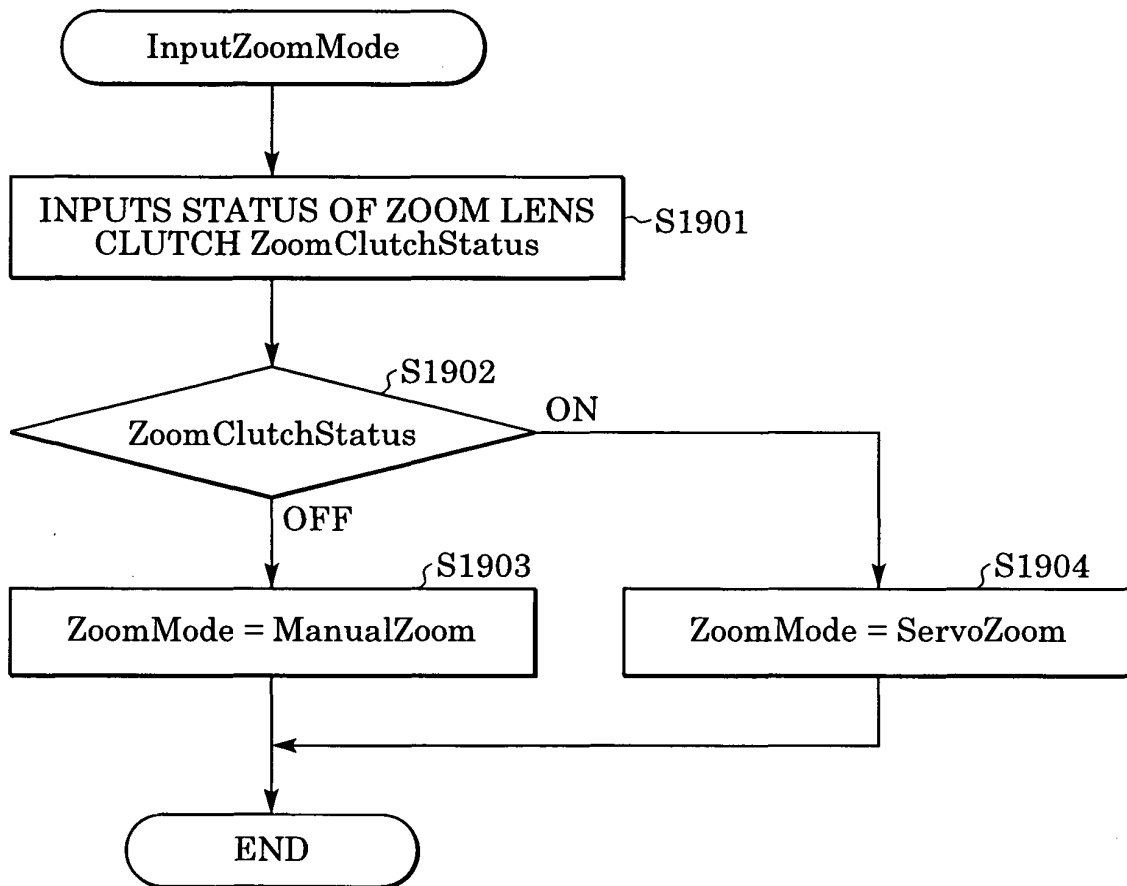 InputZoomMode
INPUTS STATUS OF ZOOM LENS
CLUTCH ZoomClutchStatus
S1901
S1902
ZoomClutchStatus
ON
OFF
S1903
ZoomMode = ManualZoom
S1904
ZoomMode = ServoZoom
END